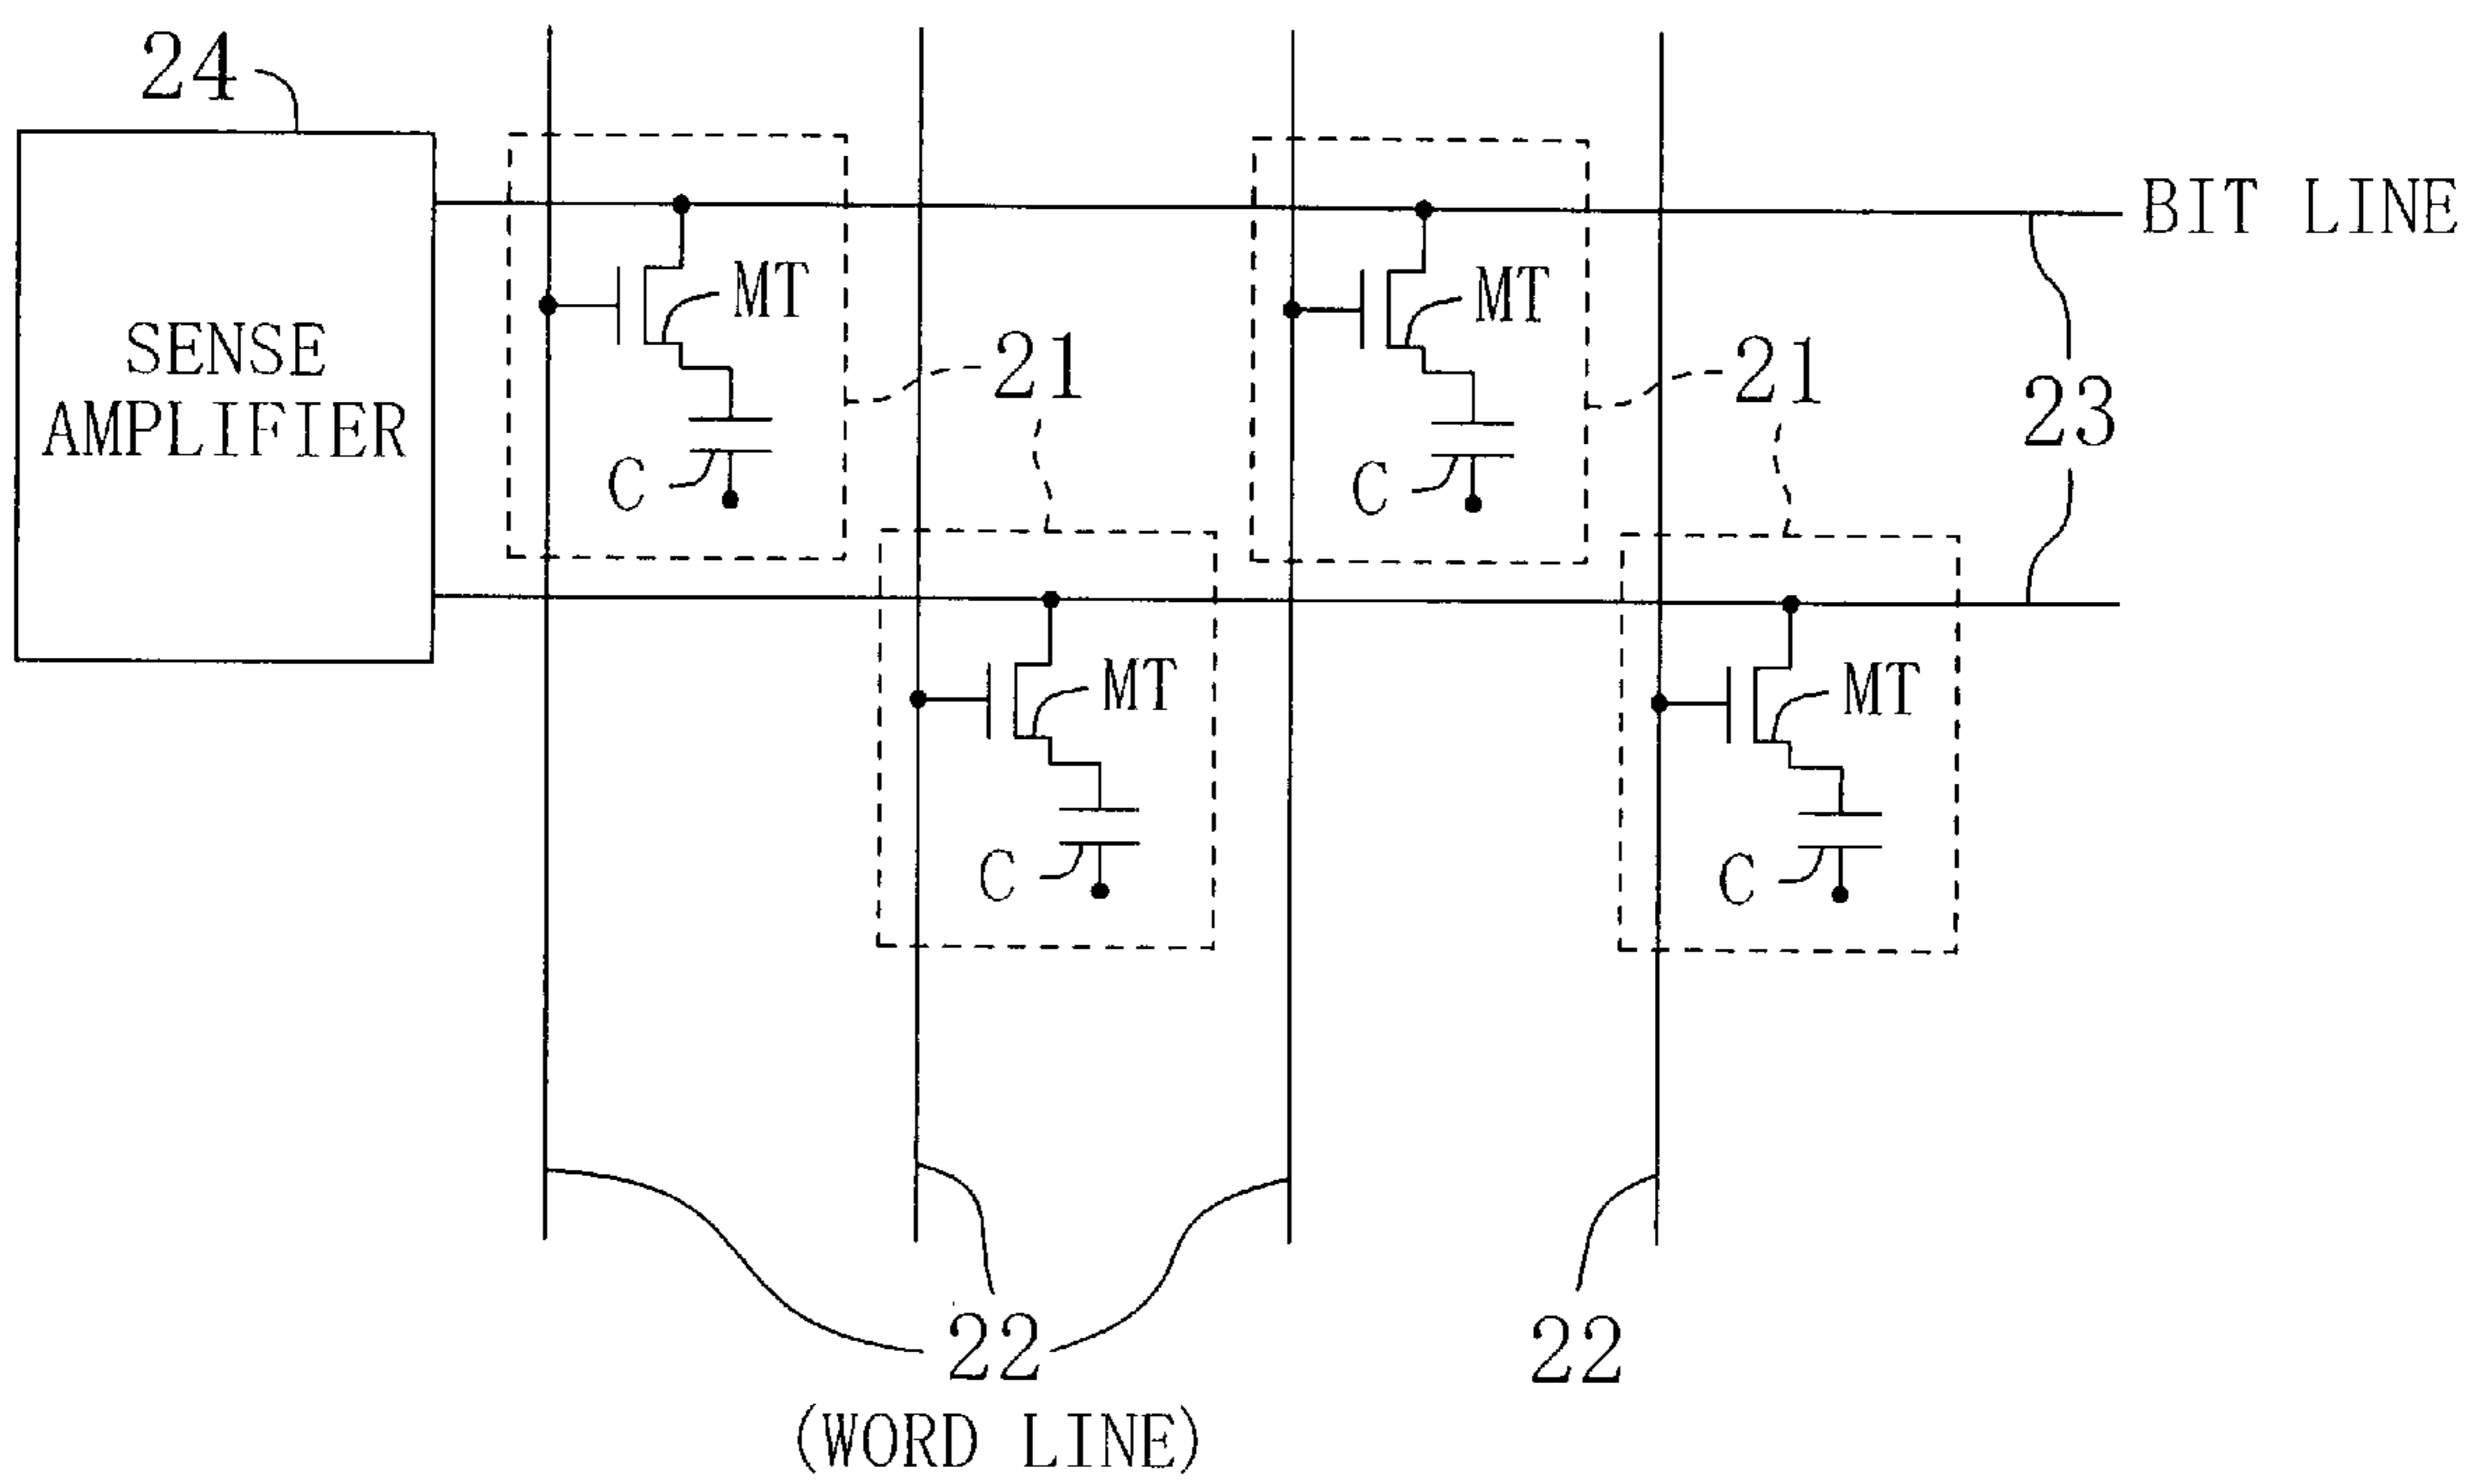 24
BIT LINE
SENSE
AMPLIFIER
MT
MT
21
21
23
C
C
MT
MT
C
C
22
22
(WORD LINE)